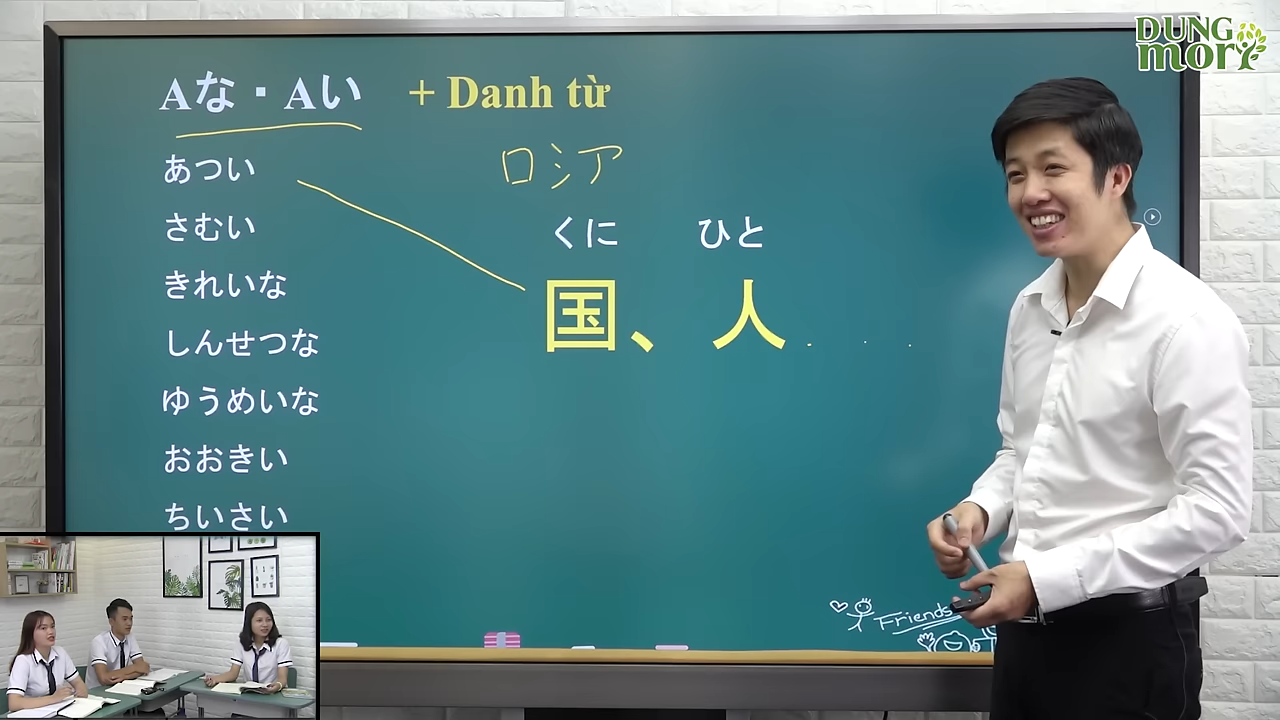 DUNG
mori
Aな・Aい + Danh từ
あつい
ロシア
さむい
くに ひと
きれいな
国、人
しんせつな
ゆうめいな
おおきい
ちいさい
Friends